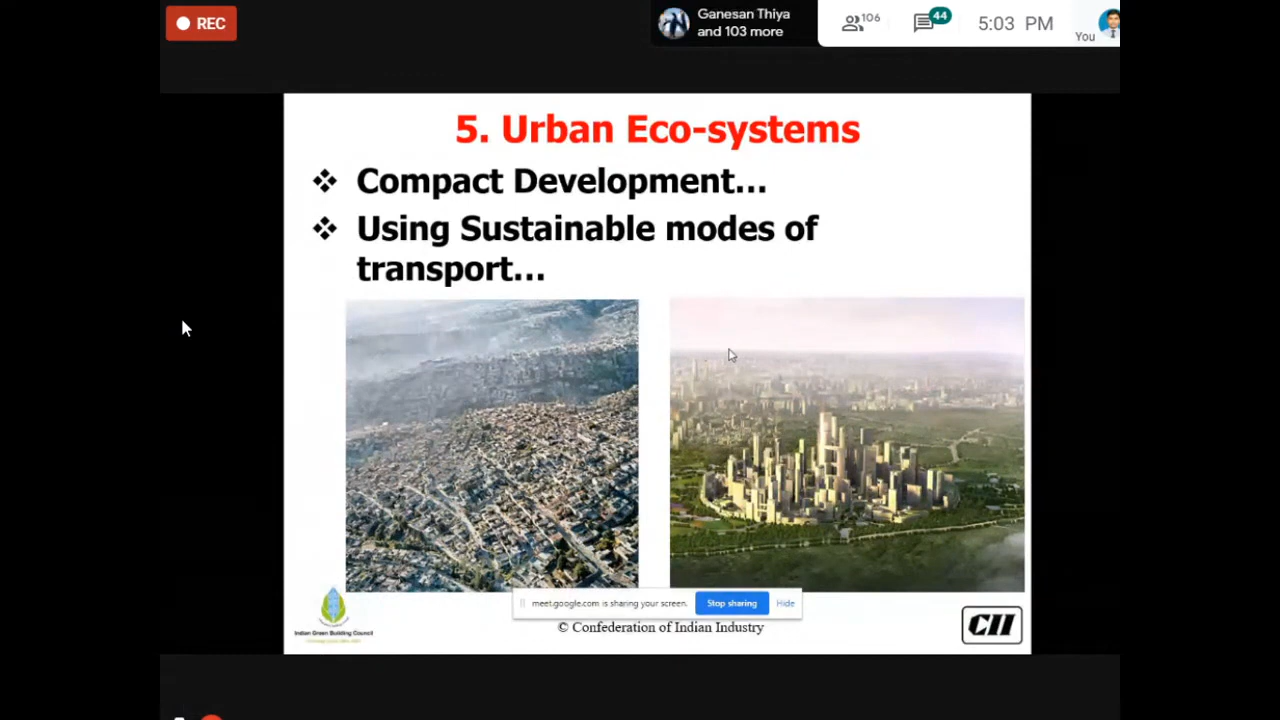 REC
Ganesan Thiya
and 103 more
106
44
5:03 PM
You
5. Urban Eco-systems
❖ Compact Development...
❖ Using Sustainable modes of
transport...
meet.google.com is sharing your screen.
Stop sharing
Hide
Indian Green Building Council
© Confederation of Indian Industry
CII